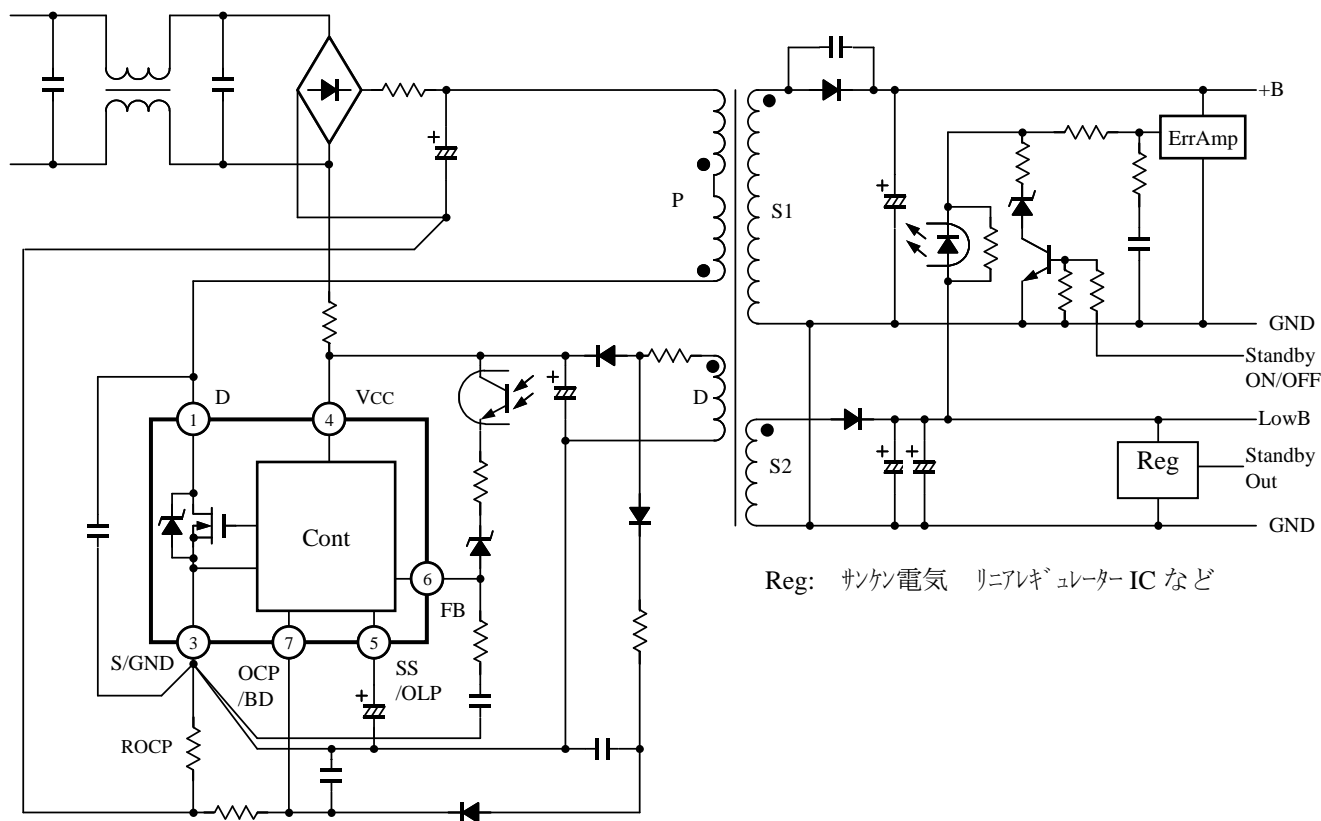 +B
ErrAmp
P
S1
GND
Standby
ON/OFF
D
D
VCC
1
4
LowB
S2
Reg
Standby
Out
Cont
GND
6
FB
Reg: サンケン電気 リニアレギュレーター IC など
3
7
5
S/GND
OCP
/BD
SS
/OLP
ROCP
+
+
+
+
+
+